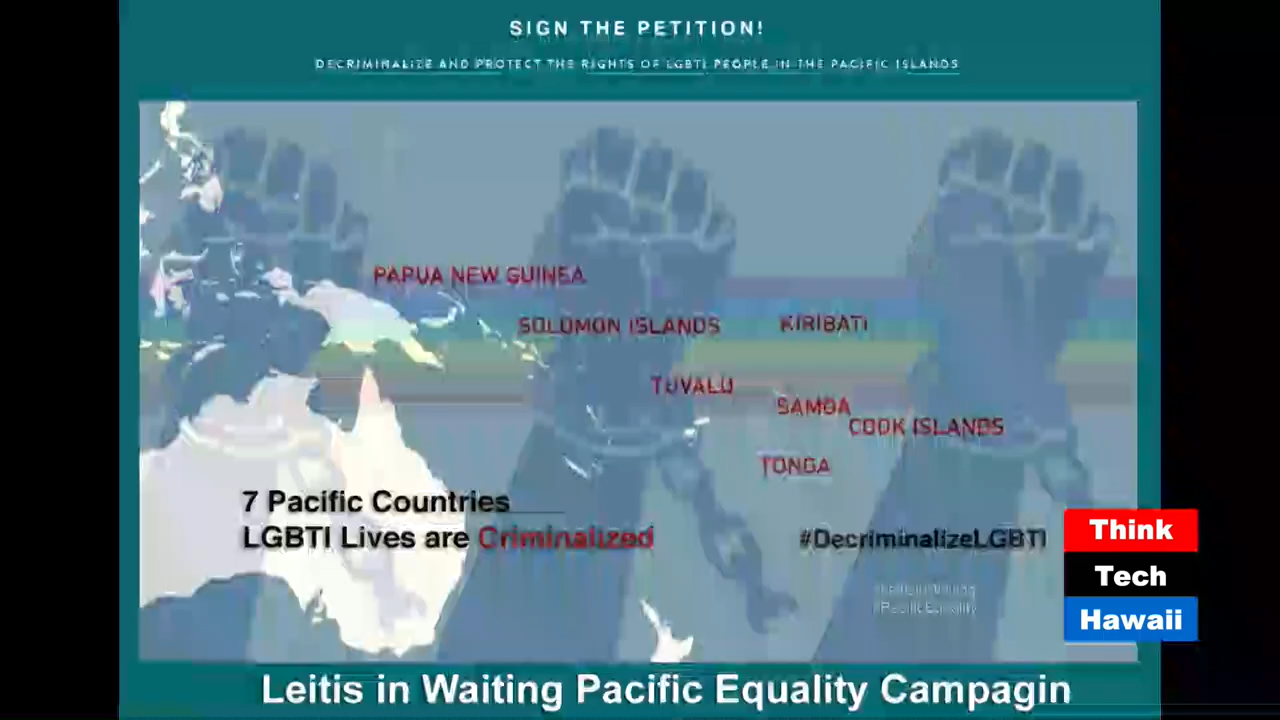 SIGN THE PETITION!
DECRIMINALIZE AND PROTECT THE RIGHTS OF LGBTI PEOPLE IN THE PACIFIC ISLANDS
PAPUA NEW GUINEA
SOLOMON ISLANDS
KIRIBATI
TUVALU
SAMOA
COOK ISLANDS
TONGA
7 Pacific Countries
LGBTI Lives are Criminalized
#DecriminalizeLGBTI
#PacificEquality
Think
Tech
Hawaii
Leitis in Waiting Pacific Equality Campagin